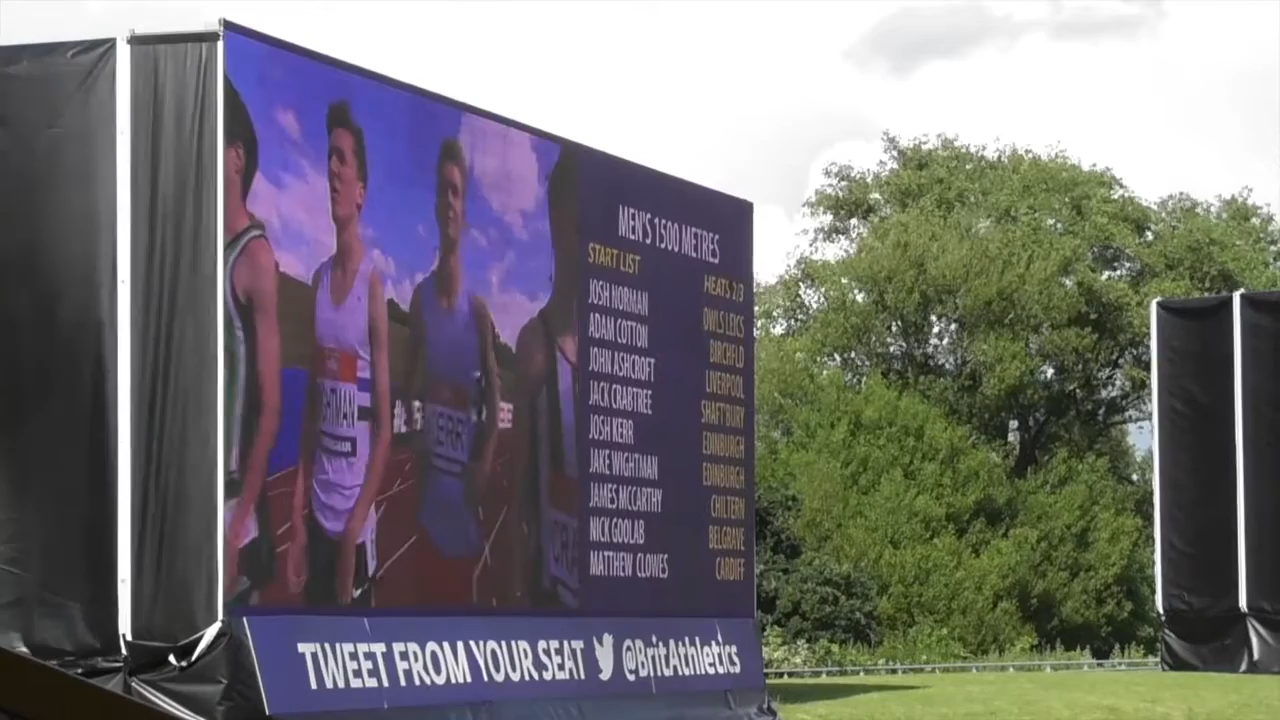 MEN'S 1500 METRES
START LIST HEATS 2/3
JOSH NORMAN OWLS LEICS
ADAM COTTON BIRCHFLD
JOHN ASHCROFT LIVERPOOL
JACK CRABTREE SHAFT'BURY
JOSH KERR EDINBURGH
JAKE WIGHTMAN EDINBURGH
JAMES MCCARTHY CHILTERN
NICK GOOLAB BELGRAVE
MATTHEW CLOWES CARDIFF
TWEET FROM YOUR SEAT @BritAthletics